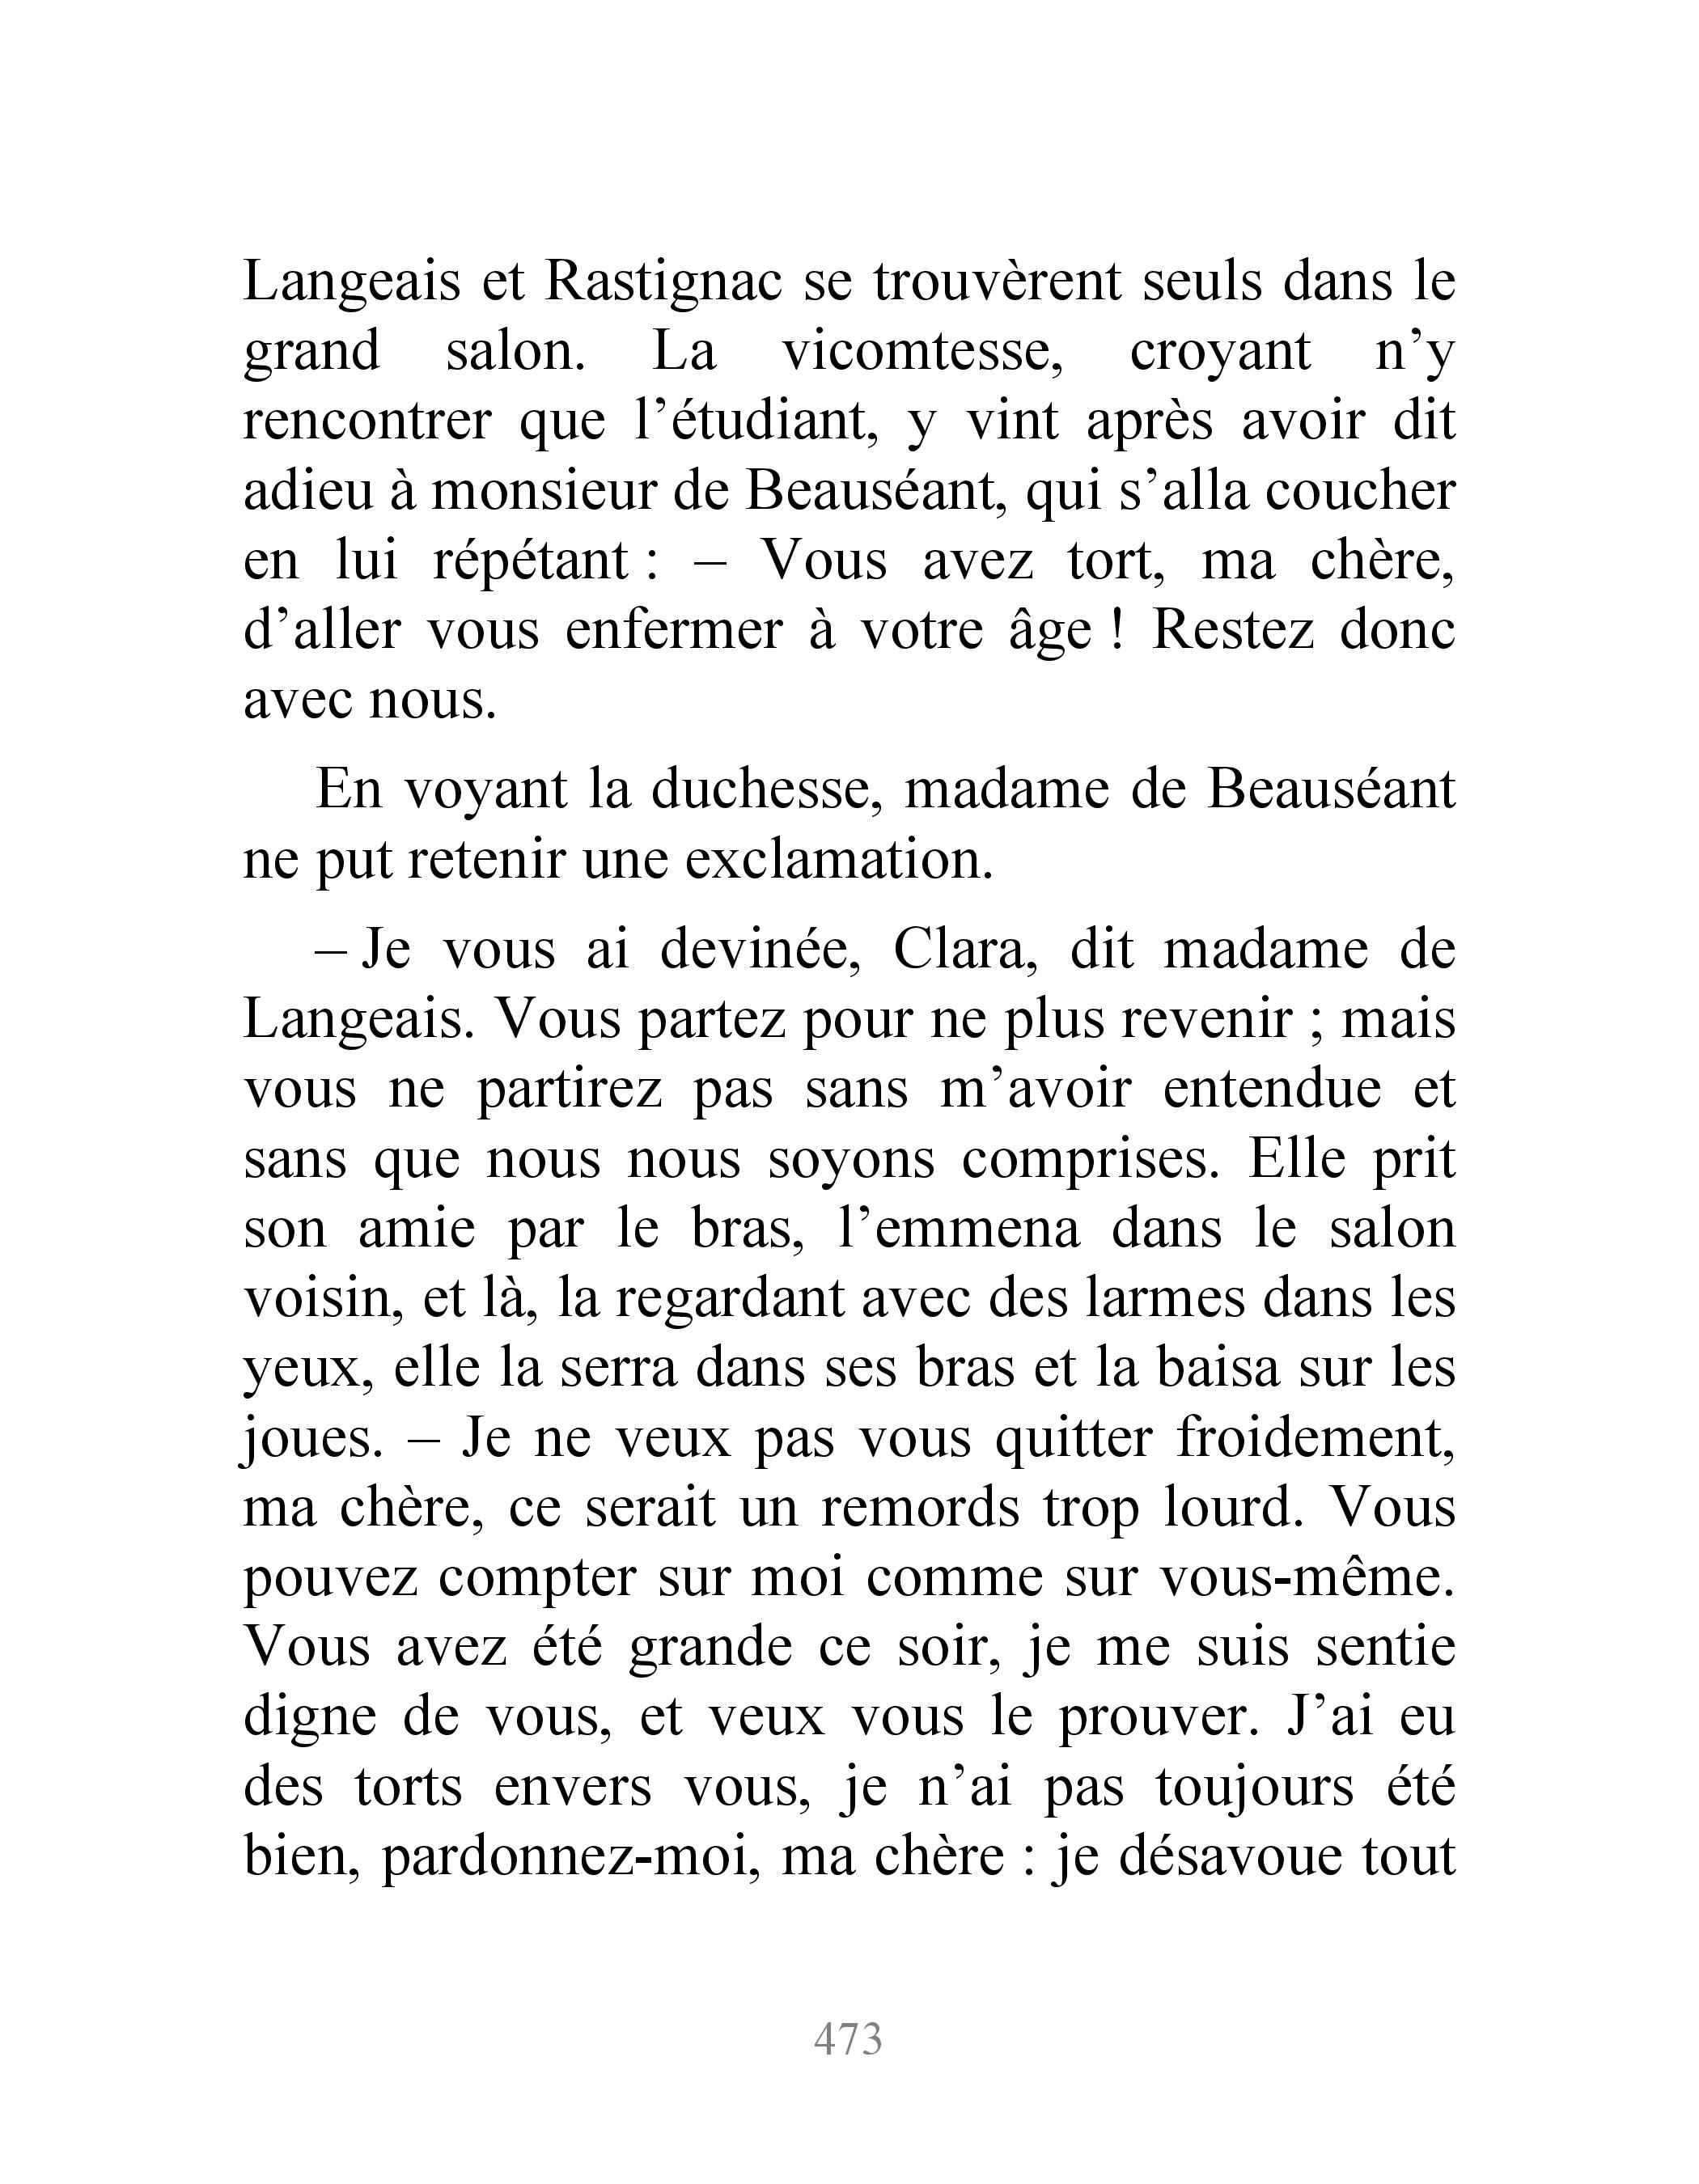 Langeais et Rastignac se trouvèrent seuls dans le
grand salon. La vicomtesse, croyant n’y
rencontrer que l’étudiant, y vint après avoir dit
adieu à monsieur de Beauséant, qui s’alla coucher
en lui répétant : – Vous avez tort, ma chère,
d’aller vous enfermer à votre âge ! Restez donc
avec nous.
En voyant la duchesse, madame de Beauséant
ne put retenir une exclamation.
– Je vous ai devinée, Clara, dit madame de
Langeais. Vous partez pour ne plus revenir ; mais
vous ne partirez pas sans m’avoir entendue et
sans que nous nous soyons comprises. Elle prit
son amie par le bras, l’emmena dans le salon
voisin, et là, la regardant avec des larmes dans les
yeux, elle la serra dans ses bras et la baisa sur les
joues. – Je ne veux pas vous quitter froidement,
ma chère, ce serait un remords trop lourd. Vous
pouvez compter sur moi comme sur vous-même.
Vous avez été grande ce soir, je me suis sentie
digne de vous, et veux vous le prouver. J’ai eu
des torts envers vous, je n’ai pas toujours été
bien, pardonnez-moi, ma chère : je désavoue tout
473